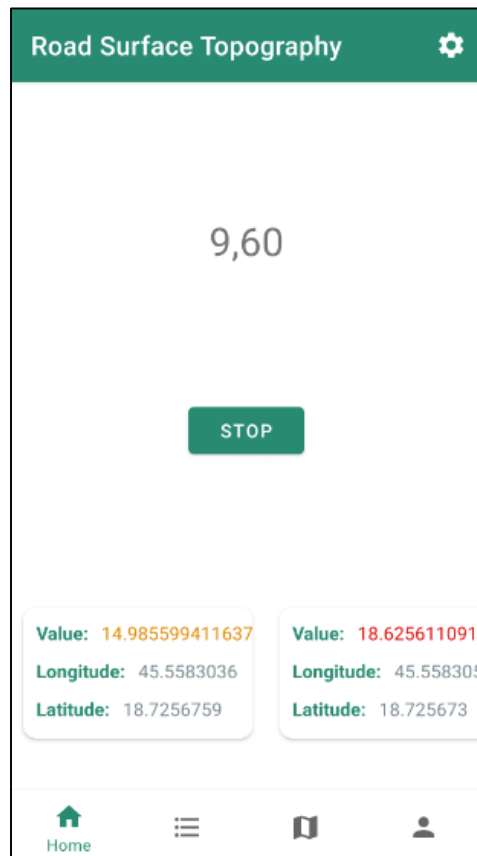 Road Surface Topography
9,60
STOP
Value: 14.985599411637
Longitude: 45.5583036
Latitude: 18.7256759
Value: 18.625611091
Longitude: 45.558305
Latitude: 18.725673
Home